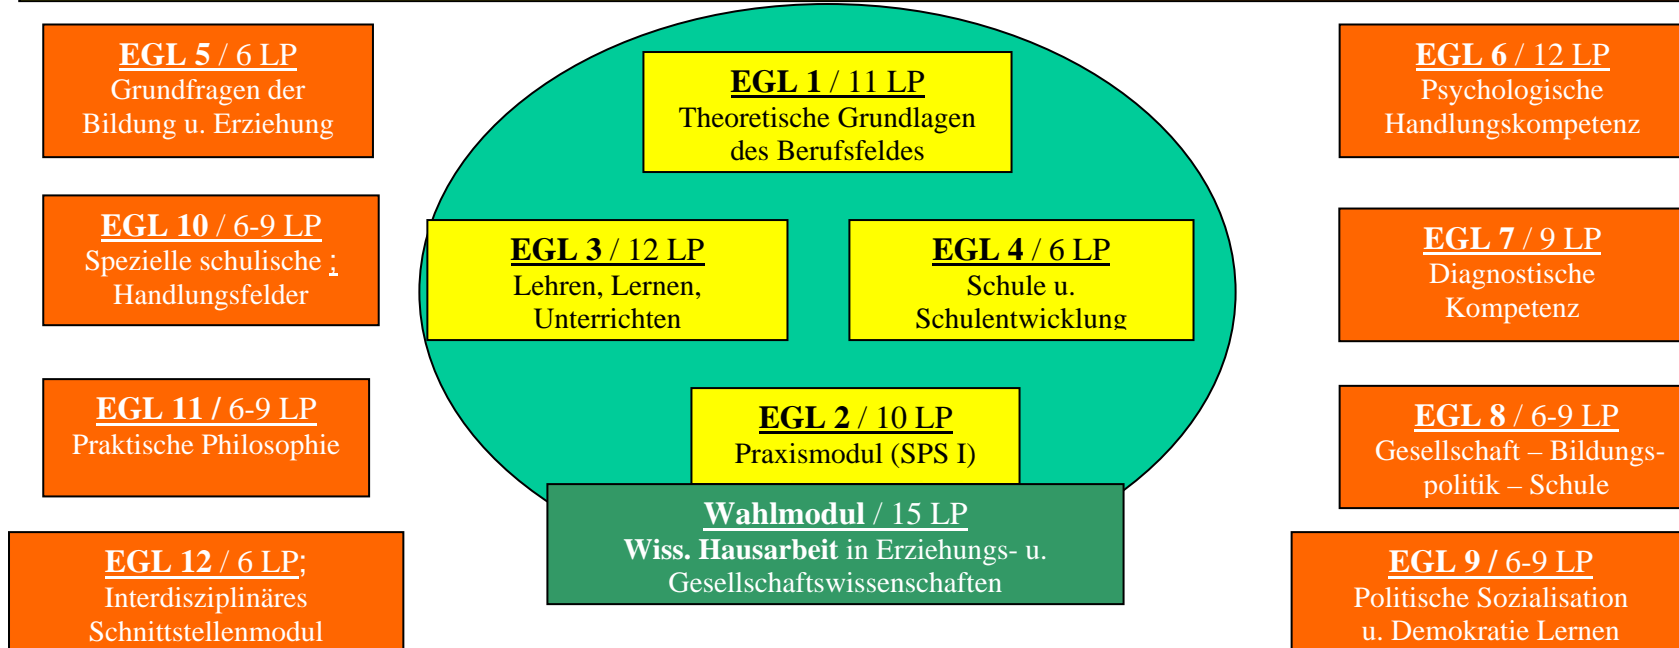 EGL 5 / 6 LP
Grundfragen der
Bildung u. Erziehung
EGL 1 / 11 LP
Theoretische Grundlagen
des Berufsfeldes
EGL 6 / 12 LP
Psychologische
Handlungskompetenz
EGL 10 / 6-9 LP
Spezielle schulische ;
Handlungsfelder
EGL 3 / 12 LP
Lehren, Lernen,
Unterrichten
EGL 4 / 6 LP
Schule u.
Schulentwicklung
EGL 7 / 9 LP
Diagnostische
Kompetenz
EGL 11 / 6-9 LP
Praktische Philosophie
EGL 2 / 10 LP
Praxismodul (SPS I)
EGL 8 / 6-9 LP
Gesellschaft – Bildungs-
politik – Schule
Wahlmodul / 15 LP
Wiss. Hausarbeit in Erziehungs- u.
Gesellschaftswissenschaften
EGL 12 / 6 LP;
Interdisziplinäres
Schnittstellenmodul
EGL 9 / 6-9 LP
Politische Sozialisation
u. Demokratie Lernen